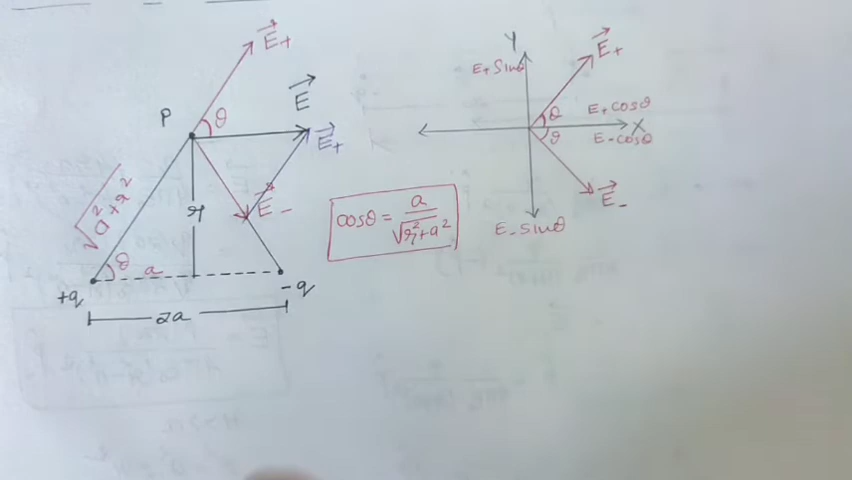 E₊
P
θ
E
E₊
√a²+r²
r
E₋
θ
a
+q
-q
2a
cosθ = a/√r²+a²
Y
E₊
E₊ sinθ
E₊cosθ
θ
X
θ
E₋cosθ
E₋
E₋sinθ